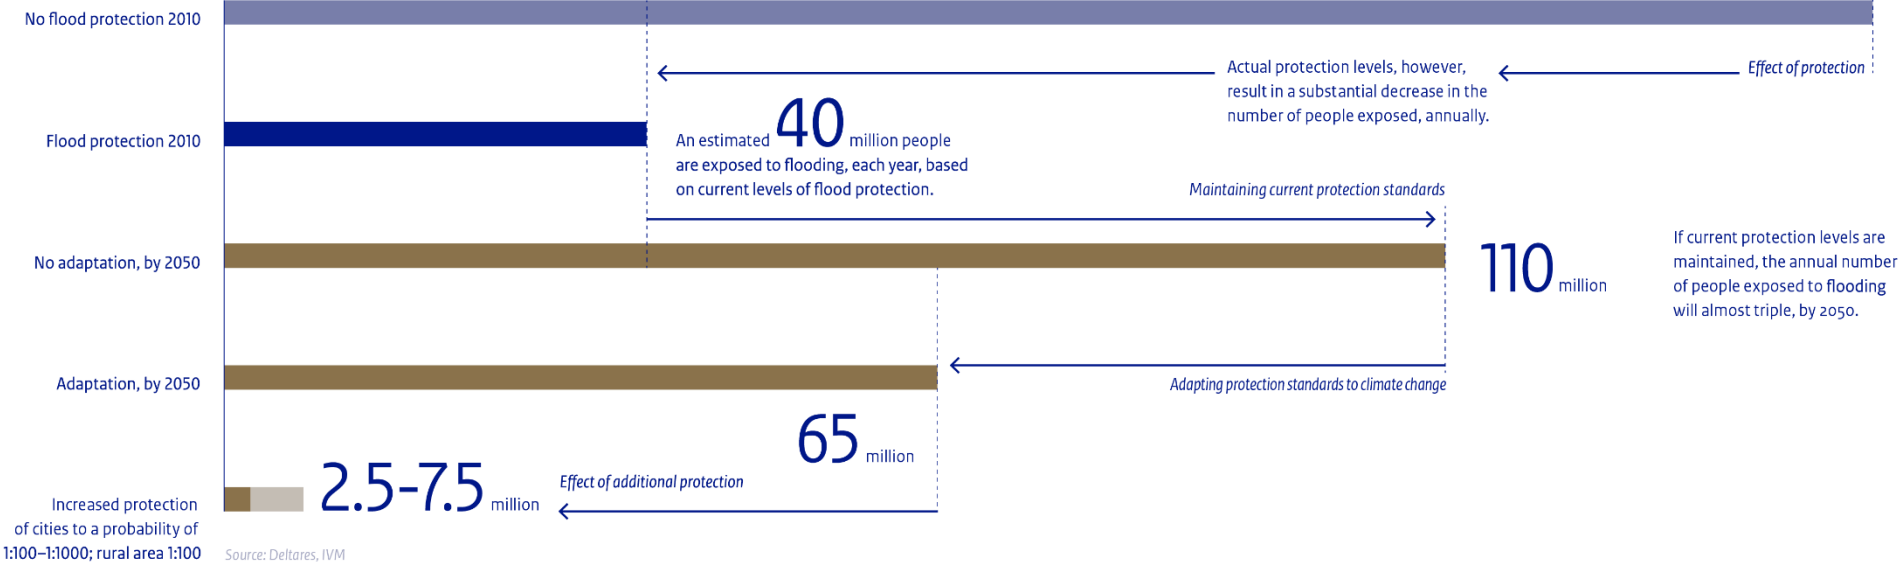 No flood protection 2010
Actual protection levels, however,
result in a substantial decrease in the
number of people exposed, annually.
Effect of protection
Flood protection 2010
An estimated 40 million people
are exposed to flooding, each year, based
on current levels of flood protection.
Maintaining current protection standards
No adaptation, by 2050
110 million
If current protection levels are
maintained, the annual number
of people exposed to flooding
will almost triple, by 2050.
Adaptation, by 2050
Adapting protection standards to climate change
65 million
Increased protection
of cities to a probability of
1:100–1:1000; rural area 1:100
2.5-7.5 million
Effect of additional protection
Source: Deltares, IVM